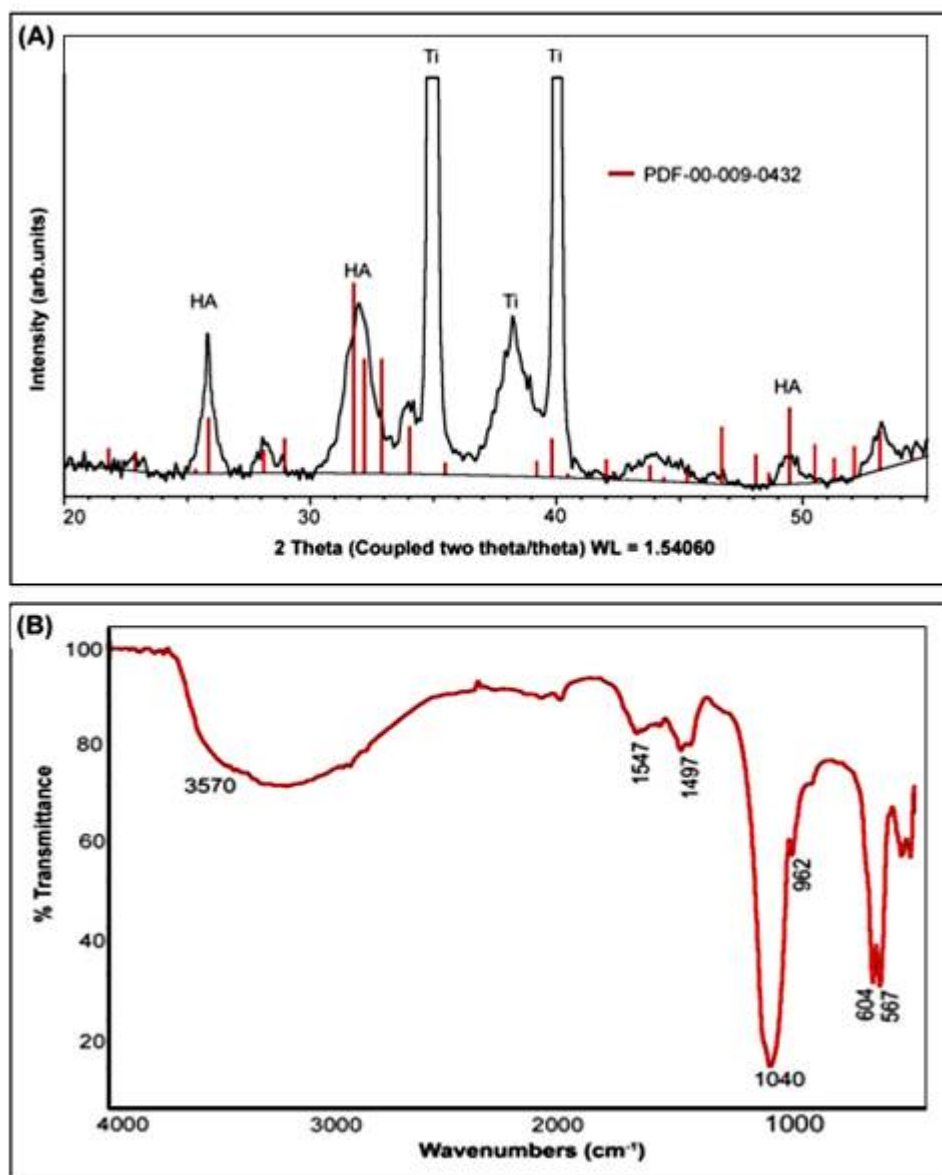 (A)
Ti
Ti
PDF-00-009-0432
HA
HA
Ti
HA
Intensity (arb.units)
20
30
40
50
2 Theta (Coupled two theta/theta) WL = 1.54060
(B)
100
80
60
40
20
% Transmittance
3570
1547
1497
962
604
567
1040
4000
3000
2000
1000
Wavenumbers (cm⁻¹)